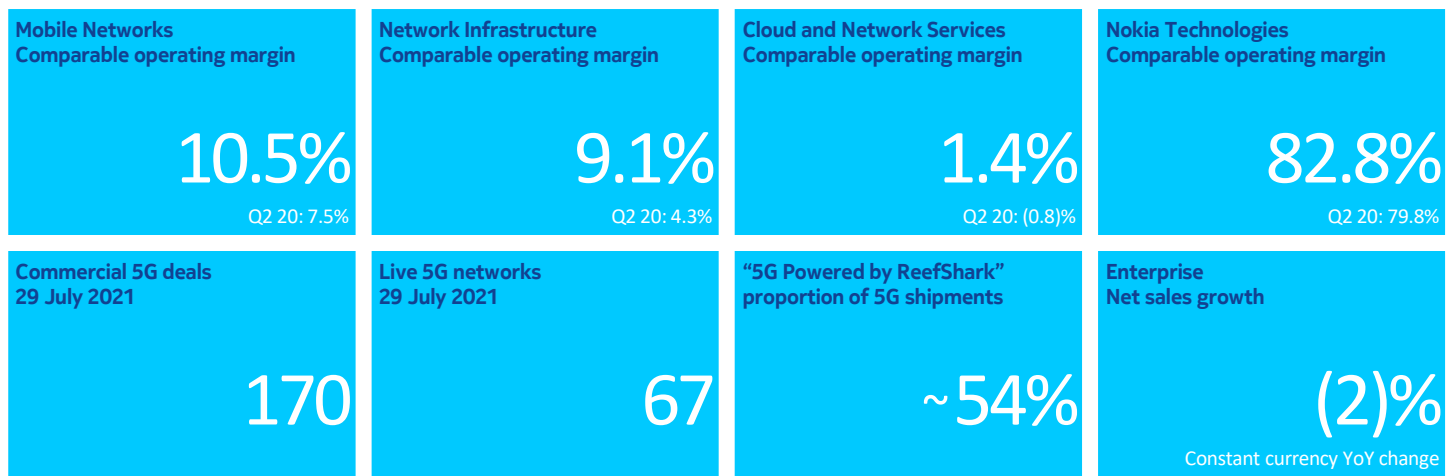 Mobile Networks
Comparable operating margin
10.5%
Q2 20: 7.5%
Network Infrastructure
Comparable operating margin
9.1%
Q2 20: 4.3%
Cloud and Network Services
Comparable operating margin
1.4%
Q2 20: (0.8)%
Nokia Technologies
Comparable operating margin
82.8%
Q2 20: 79.8%
Commercial 5G deals
29 July 2021
170
Live 5G networks
29 July 2021
67
“5G Powered by ReefShark”
proportion of 5G shipments
~54%
Enterprise
Net sales growth
(2)%
Constant currency YoY change